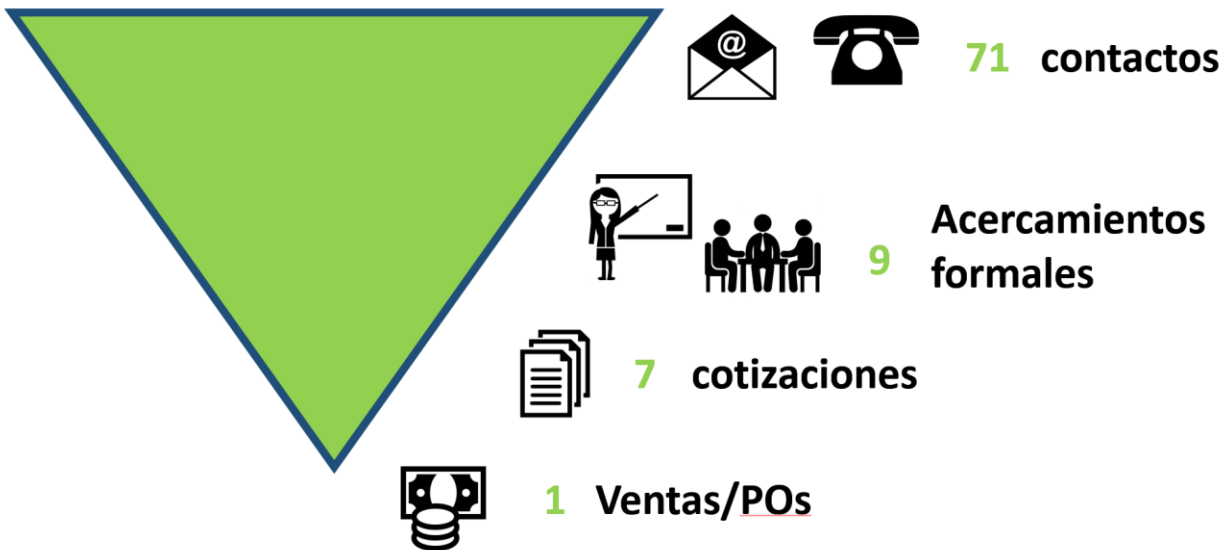 @
71 contactos
9 Acercamientos
formales
7 cotizaciones
1 Ventas/POs